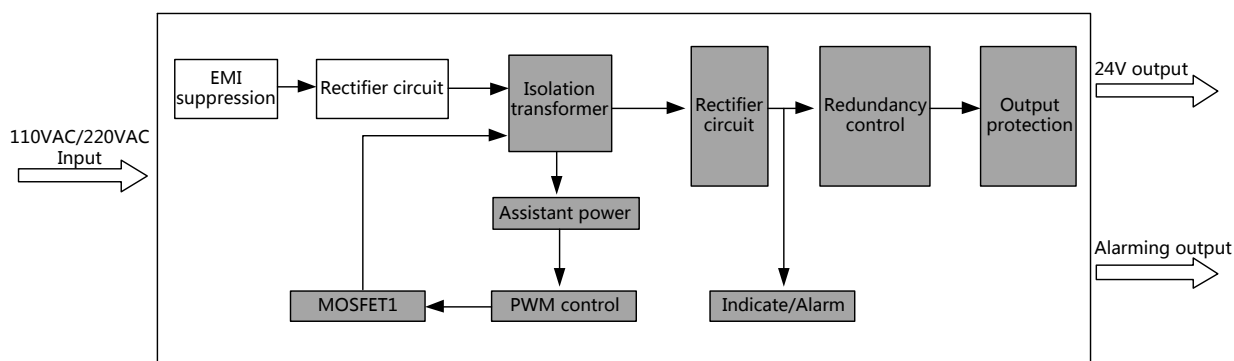 110VAC/220VAC
Input
EMI
suppression
Rectifier circuit
Isolation
transformer
Rectifier
circuit
Redundancy
control
Output
protection
24V output
Assistant power
MOSFET1
PWM control
Indicate/Alarm
Alarming output